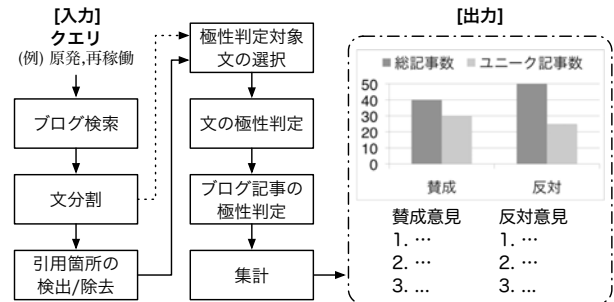 [入力]
クエリ
(例) 原発,再稼働
ブログ検索
文分割
引用箇所の
検出/除去
極性判定対象
文の選択
文の極性判定
ブログ記事の
極性判定
集計
[出力]
■総記事数 ■ユニーク記事数
50
40
30
20
10
0
賛成 反対
賛成意見 反対意見
1. … 1. …
2. … 2. …
3. ... 3. ...